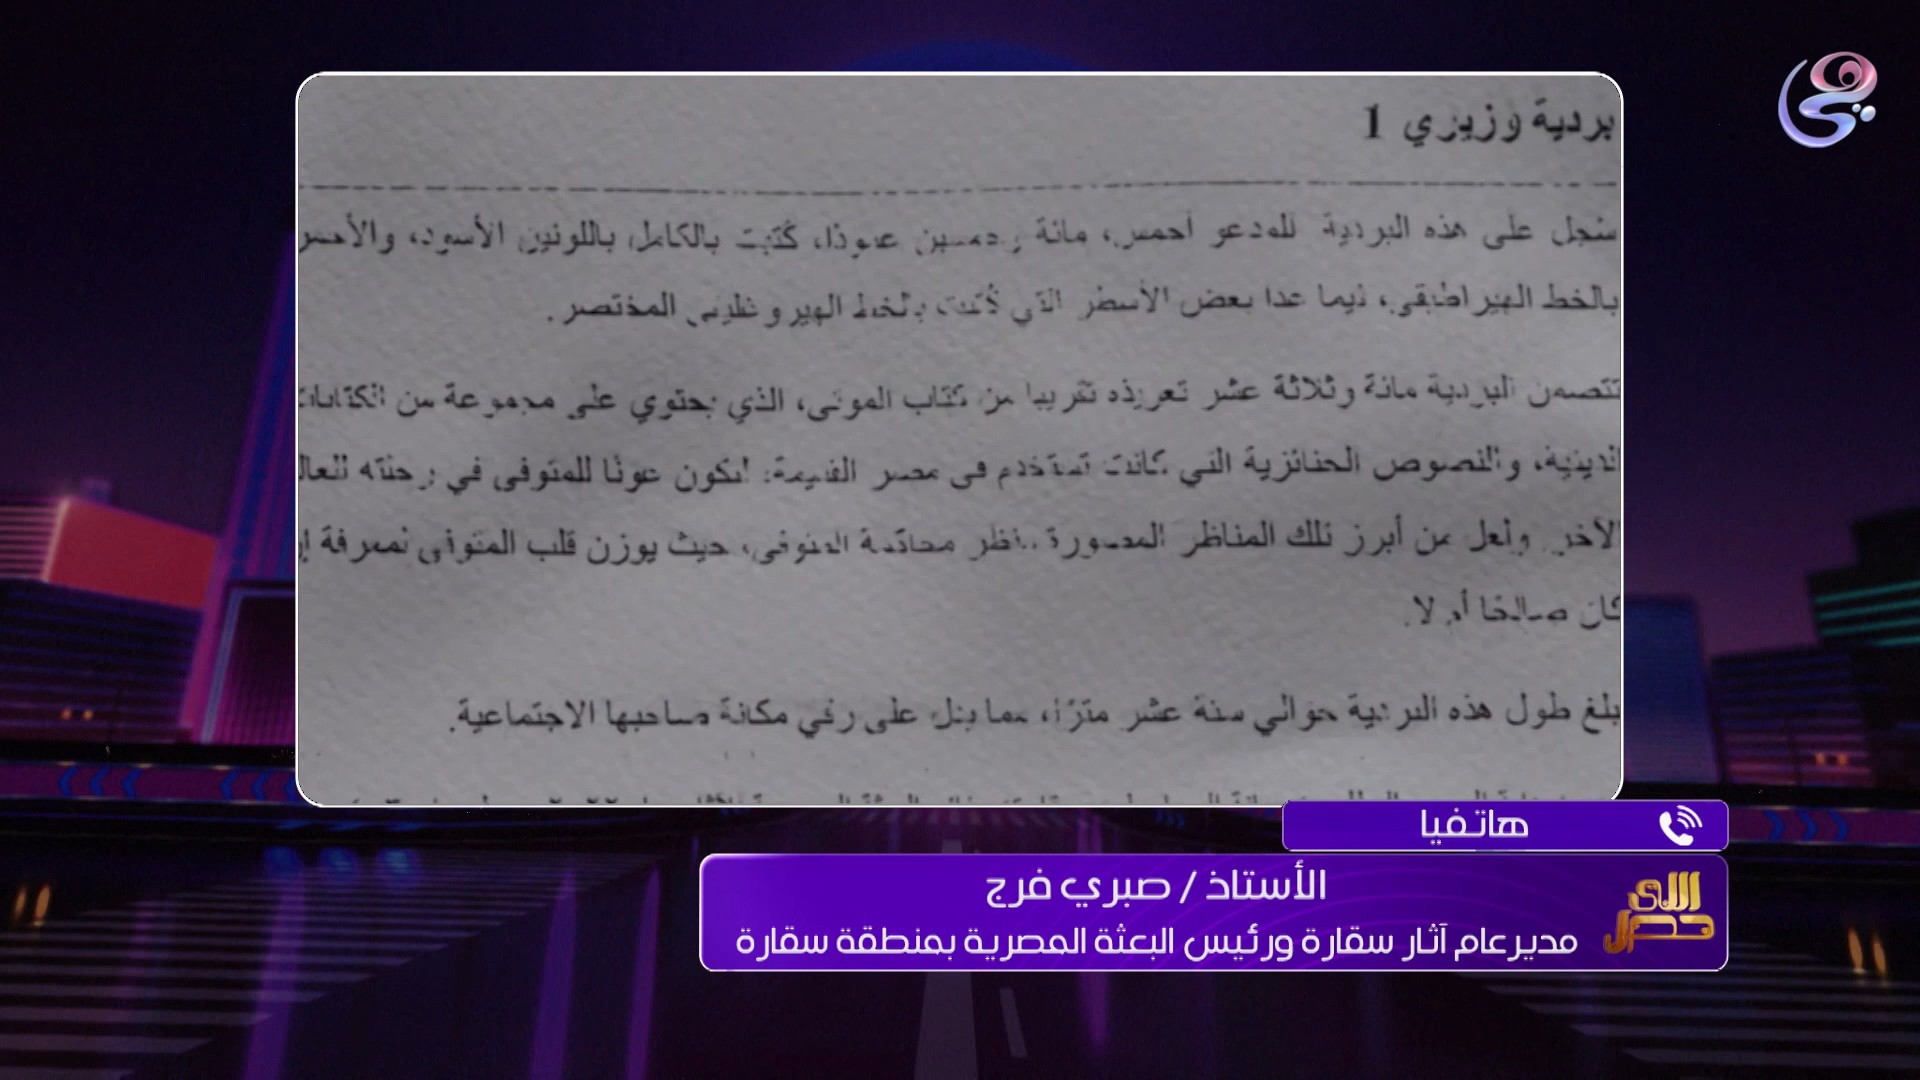 بردية وزيري 1
سُجل على هذه البردية للمدعو أحمس، مائة وخمسين عمودًا، كُتبت بالكامل باللونين الأسود، والأحمر
بالخط الهيراطيقي، فيما عدا بعض الأسطر التي كُتبت بالخط الهيروغليفي المختصر.
تتضمن البردية مائة وثلاثة عشر تعويذه تقريبا من كتاب الموتى، الذي يحتوي على مجموعة من الكتابات
الدينية، والنصوص الجنائزية التي كانت تستخدم في مصر القديمة؛ لتكون عونًا للمتوفى في رحلته للعالم
الآخر. ولعل من أبرز تلك المناظر المصورة منظر محاكمة المتوفى، حيث يوزن قلب المتوفى لمعرفة إن
كان صالحًا أم لا.
بلغ طول هذه البردية حوالي ستة عشر مترًا، مما يدل على رقي مكانة صاحبها الاجتماعية.
هاتفيا
الأستاذ / صبري فرج
مدير عام آثار سقارة ورئيس البعثة المصرية بمنطقة سقارة
اللي حصل